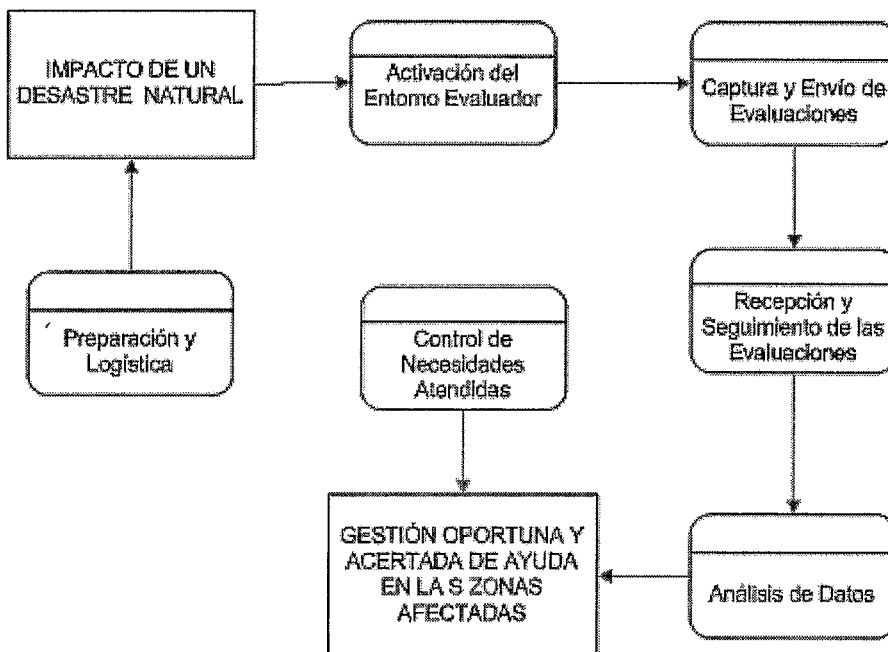 IMPACTO DE UN
DESASTRE NATURAL
Activación del
Entorno Evaluador
Captura y Envío de
Evaluaciones
Preparación y
Logística
Control de
Necesidades
Atendidas
Recepción y
Seguimiento de las
Evaluaciones
GESTIÓN OPORTUNA Y
ACERTADA DE AYUDA
EN LA S ZONAS
AFECTADAS
Análisis de Datos